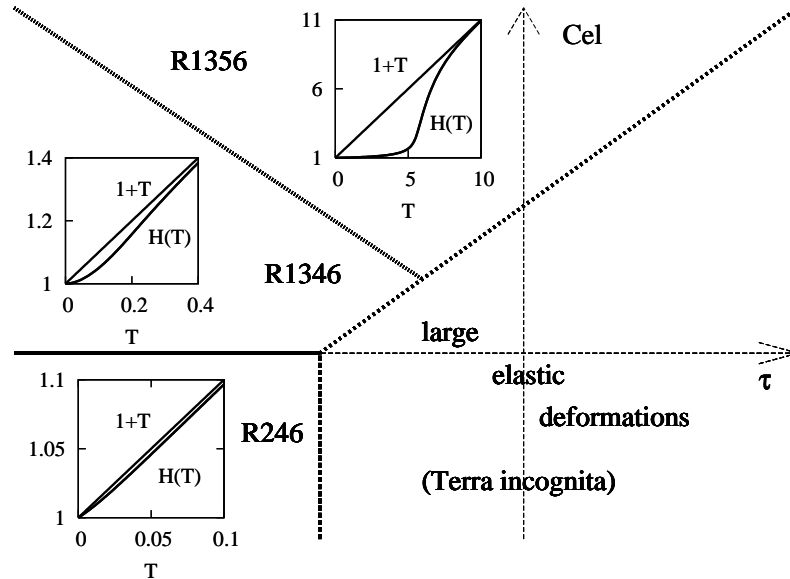 11
Cel
R1356
1+T
6
H(T)
1
0
5
10
T
1.4
1+T
1.2
H(T)
1
0
0.2
0.4
T
R1346
large
elastic
τ
deformations
(Terra incognita)
1.1
1+T
R246
1.05
H(T)
1
0
0.05
0.1
T